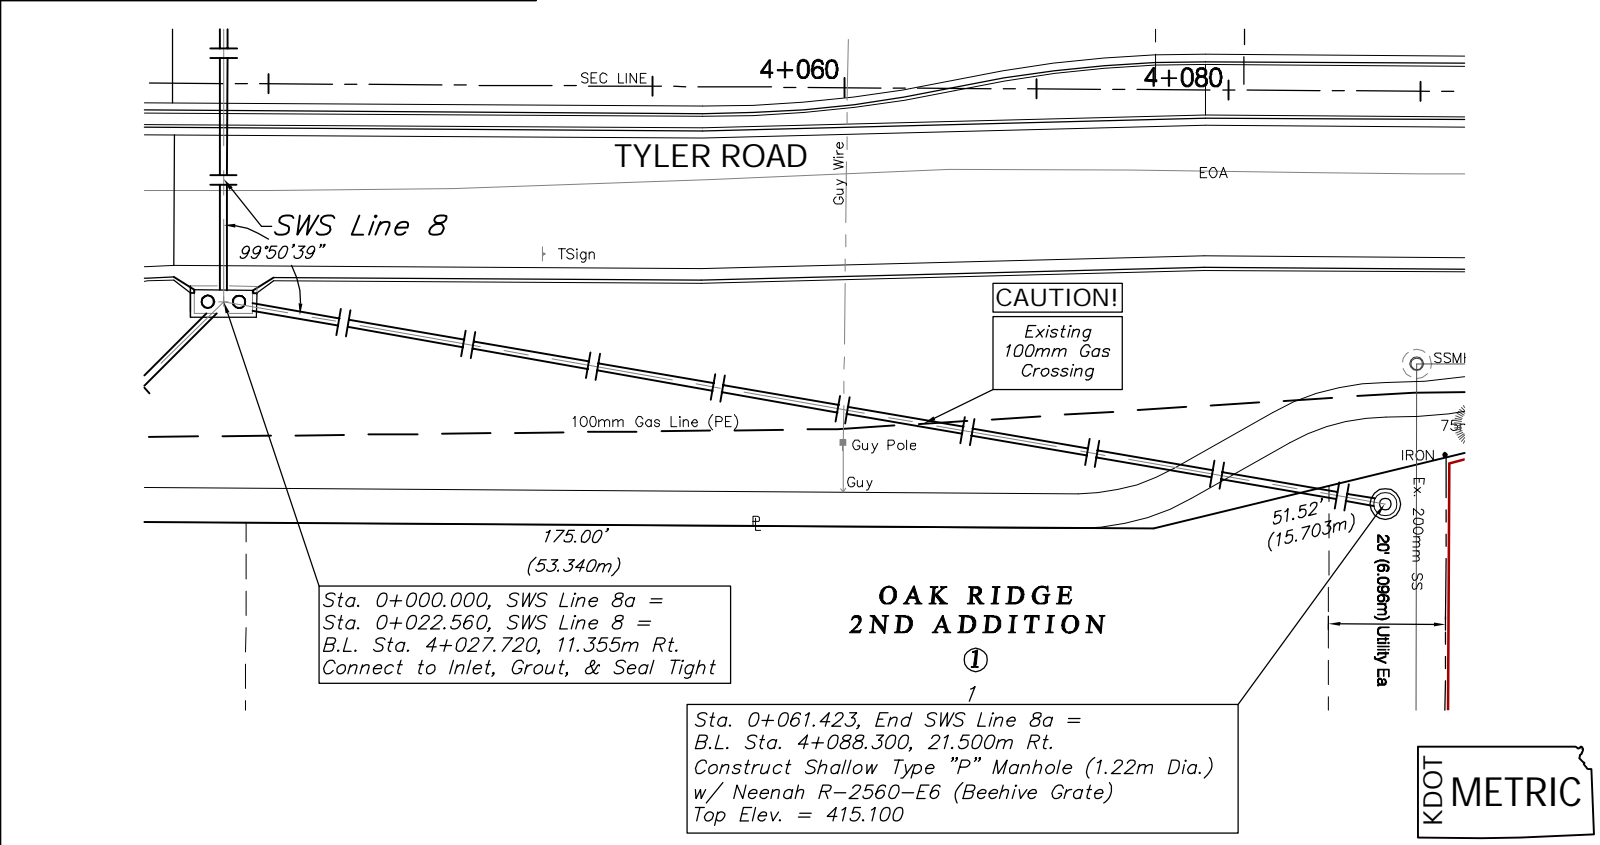 SEC LINE
4+060
4+080
TYLER ROAD
Guy Wire
EOA
SWS Line 8
99°50'39"
TSign
CAUTION!
Existing
100mm Gas
Crossing
SSM
100mm Gas Line (PE)
75
Guy Pole
IRON
Guy
Ex. 200mm SS
51.52'
(15.703m)
℄
175.00'
(53.340m)
20' (6.096m) Utility Ea
Sta. 0+000.000, SWS Line 8a =
Sta. 0+022.560, SWS Line 8 =
B.L. Sta. 4+027.720, 11.355m Rt.
Connect to Inlet, Grout, & Seal Tight
OAK RIDGE
2ND ADDITION
1
1
Sta. 0+061.423, End SWS Line 8a =
B.L. Sta. 4+088.300, 21.500m Rt.
Construct Shallow Type "P" Manhole (1.22m Dia.)
w/ Neenah R-2560-E6 (Beehive Grate)
Top Elev. = 415.100
KDOT
METRIC